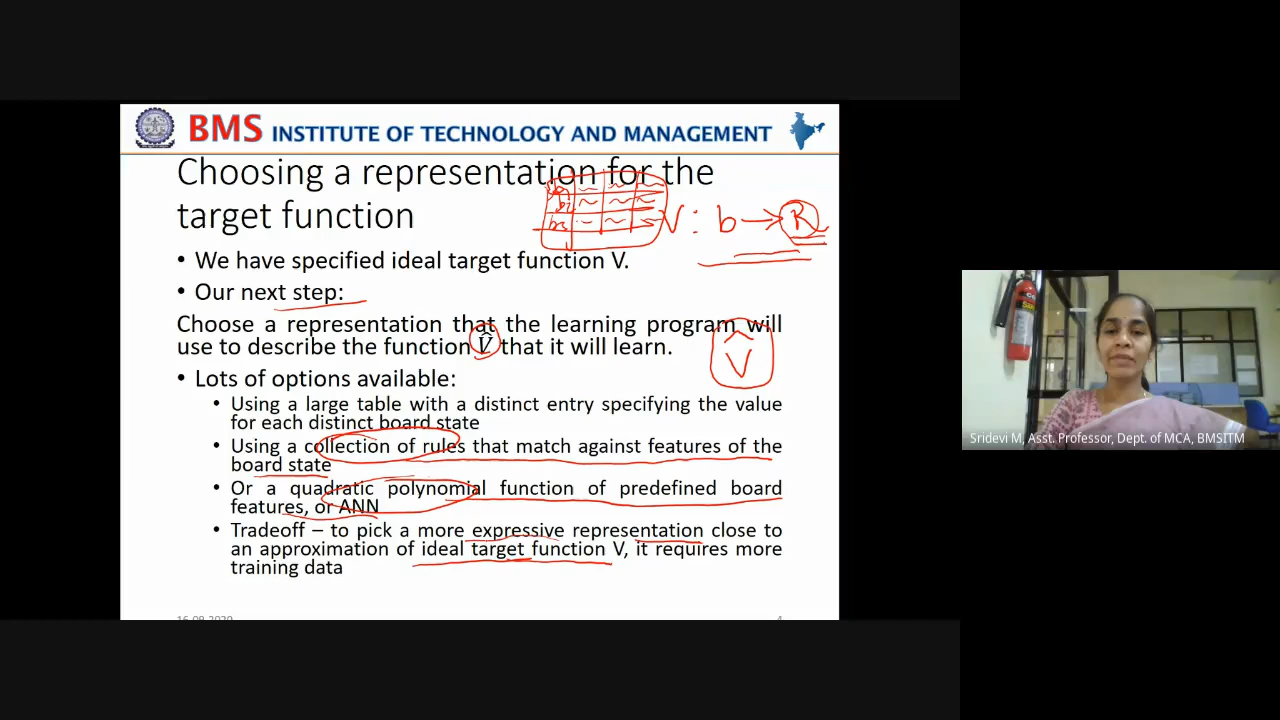 BMS INSTITUTE OF TECHNOLOGY AND MANAGEMENT
Choosing a representation for the
target function
V : b → R
• We have specified ideal target function V.
• Our next step:
Choose a representation that the learning program will
use to describe the function V̂ that it will learn.
V̂
• Lots of options available:
• Using a large table with a distinct entry specifying the value
for each distinct board state
• Using a collection of rules that match against features of the
board state
• Or a quadratic polynomial function of predefined board
features, or ANN
• Tradeoff – to pick a more expressive representation close to
an approximation of ideal target function V, it requires more
training data
16-09-2020 4
Sridevi M, Asst. Professor, Dept. of MCA, BMSITM